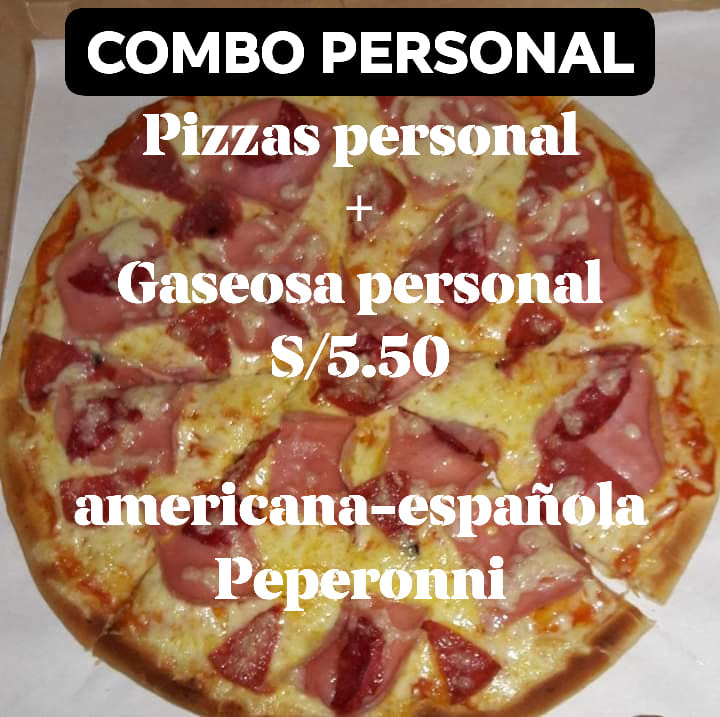 COMBO PERSONAL
Pizzas personal
+
Gaseosa personal
S/5.50
americana-española
Peperonni